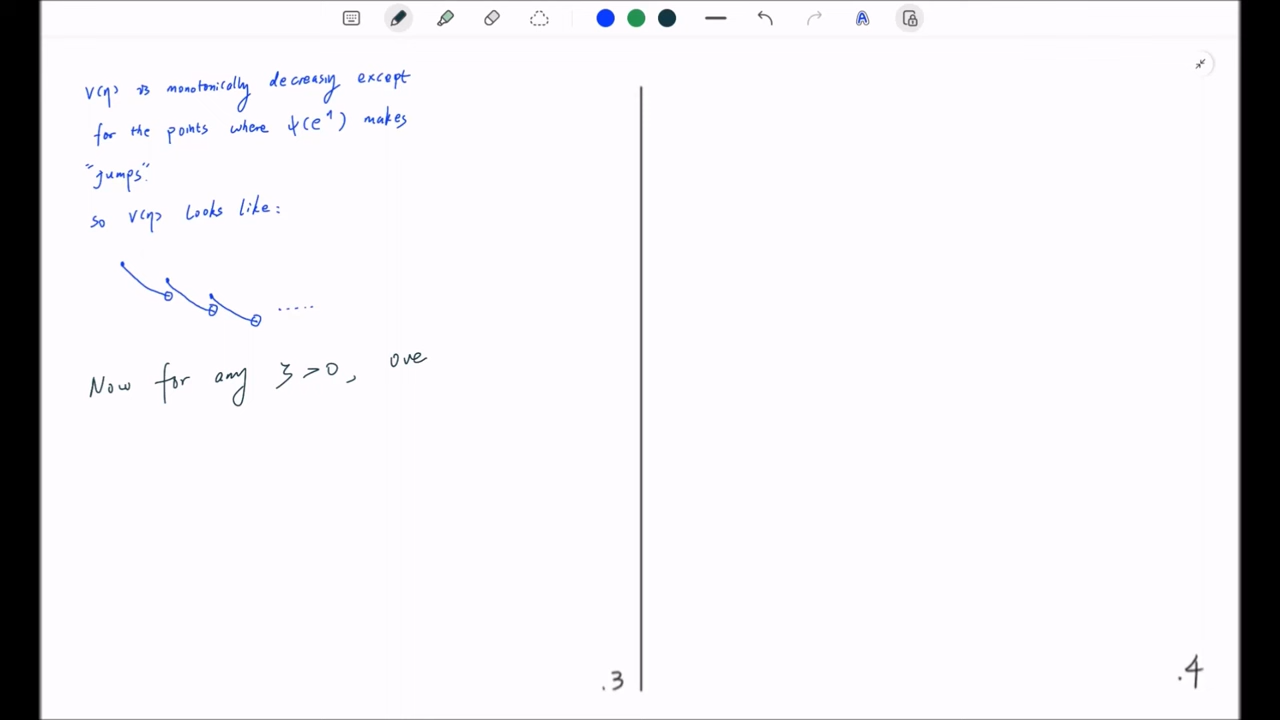 V(η) is monotonically decreasing except
for the points where ψ(e^η) makes
"jumps".
so V(η) looks like:
.....
Now for any ξ > 0, ove
.3
.4